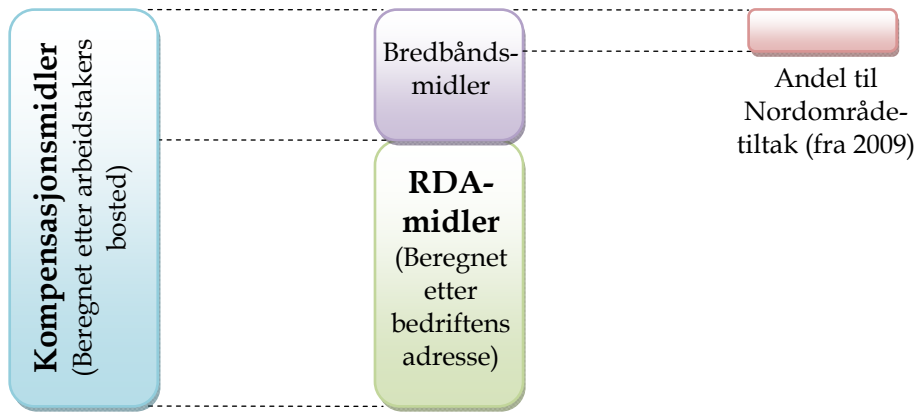 Kompensasjonsmidler
(Beregnet etter arbeidstakers
bosted)
Bredbånds-
midler
RDA-
midler
(Beregnet
etter
bedriftens
adresse)
Andel til
Nordområde-
tiltak (fra 2009)